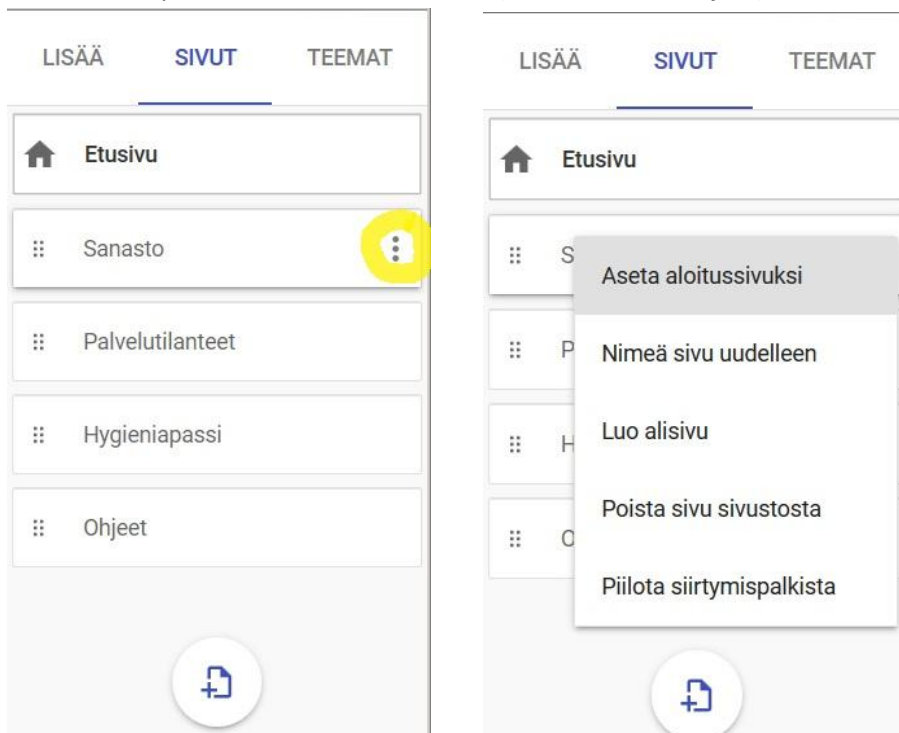 LISÄÄ SIVUT TEEMAT
Etusivu
Sanasto
Palvelutilanteet
Hygieniapassi
Ohjeet
LISÄÄ SIVUT TEEMAT
Etusivu
S
Aseta aloitussivuksi
P
Nimeä sivu uudelleen
H
Luo alisivu
Poista sivu sivustosta
O
Piilota siirtymispalkista